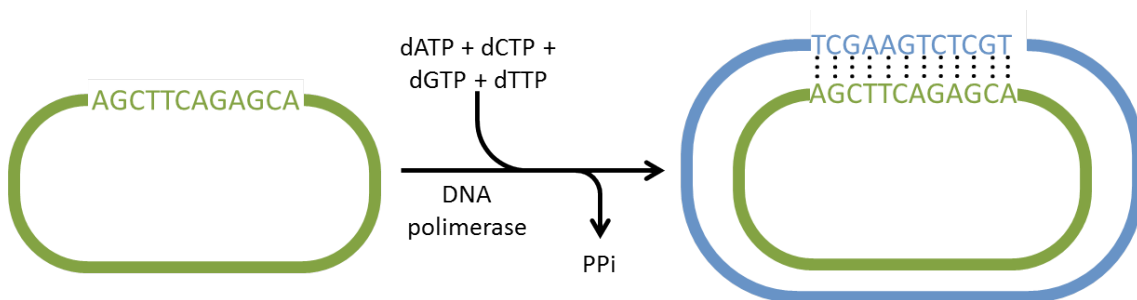 AGCTTCAGAGCA
dATP + dCTP +
dGTP + dTTP
DNA
polimerase
PPi
TCGAAGTCTCGT
AGCTTCAGAGCA